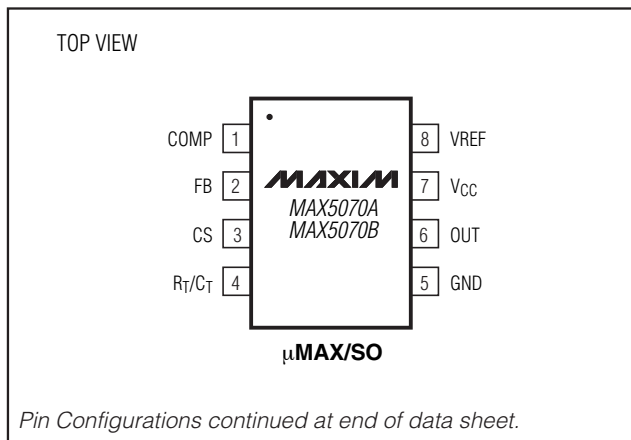 TOP VIEW
COMP 1
8 VREF
FB 2
MAXIM
7 VCC
MAX5070A
MAX5070B
CS 3
6 OUT
RT/CT 4
5 GND
µMAX/SO
Pin Configurations continued at end of data sheet.